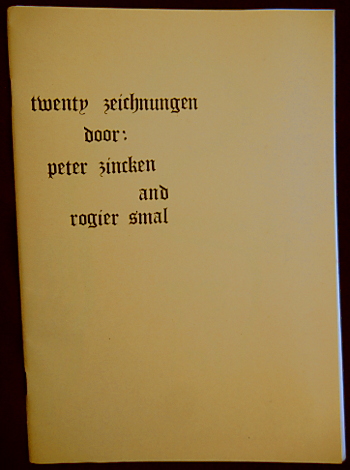 twenty zeichnungen
door:
peter zincken
and
rogier smal